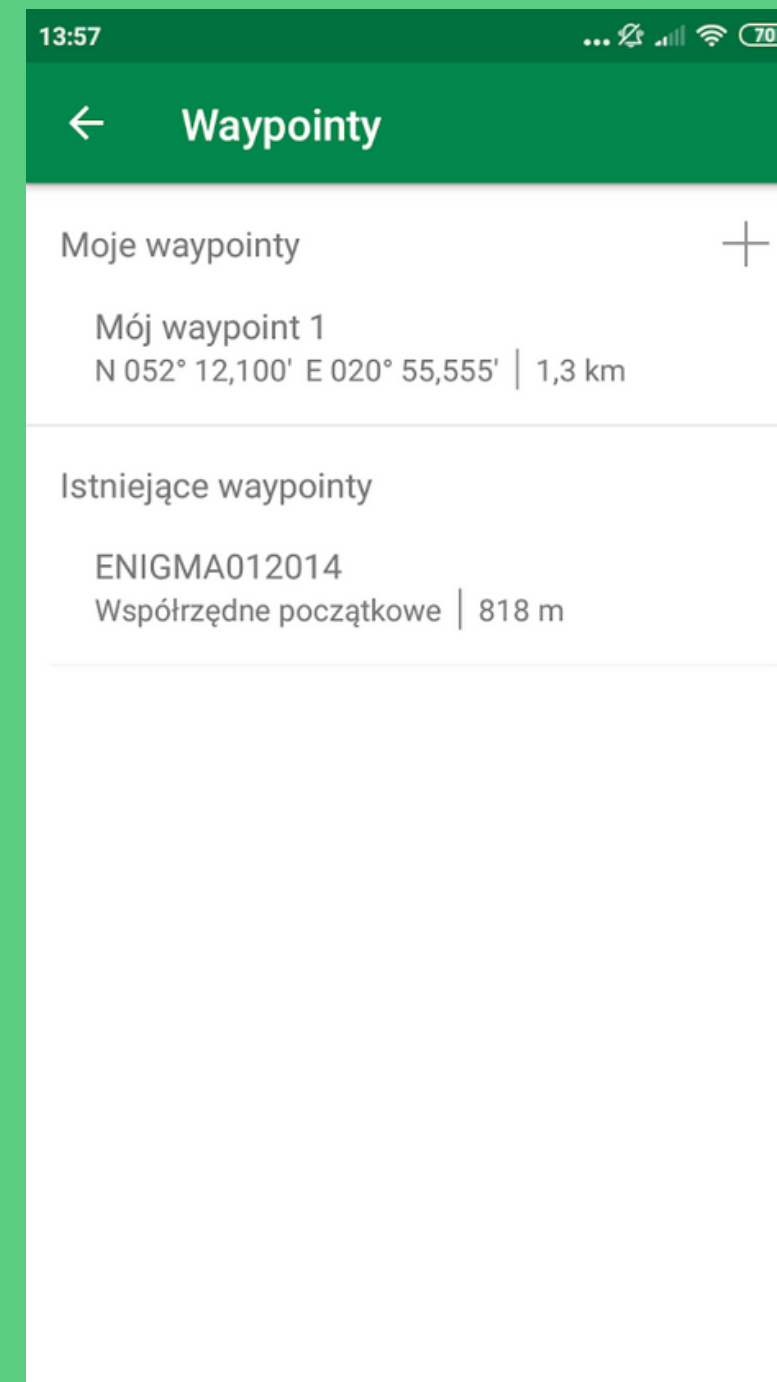 13:57 ... 70
Waypointy
Moje waypointy
Mój waypoint 1
N 052° 12,100' E 020° 55,555' | 1,3 km
Istniejące waypointy
ENIGMA012014
Współrzędne początkowe | 818 m